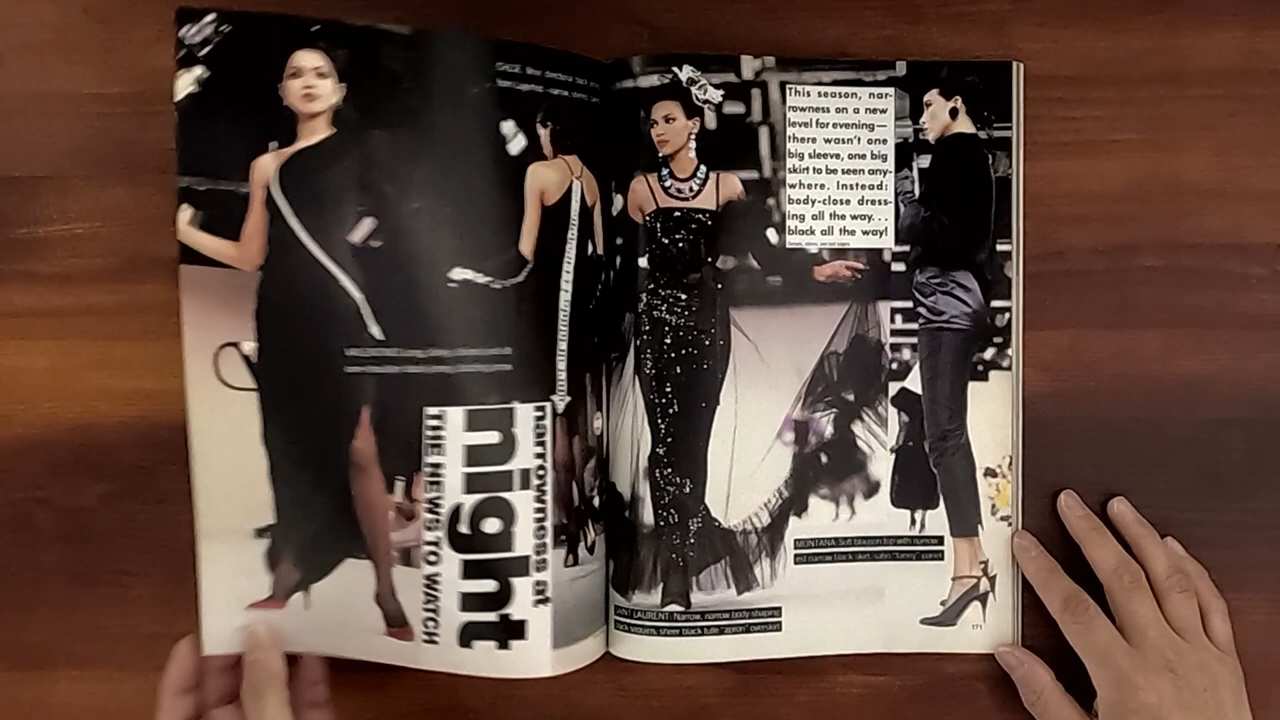 narrowness at
night
THE NEWS TO WATCH
This season, nar-
rowness on a new
level for evening—
there wasn't one
big sleeve, one big
skirt to be seen any-
where. Instead:
body-close dress-
ing all the way...
black all the way!
MONTANA: Soft blouson top with narrow
est narrow black skirt, satin "fanny" panel
SAINT LAURENT: Narrow, narrow body-shaping
black sequins, sheer black tulle "apron" overskirt
171